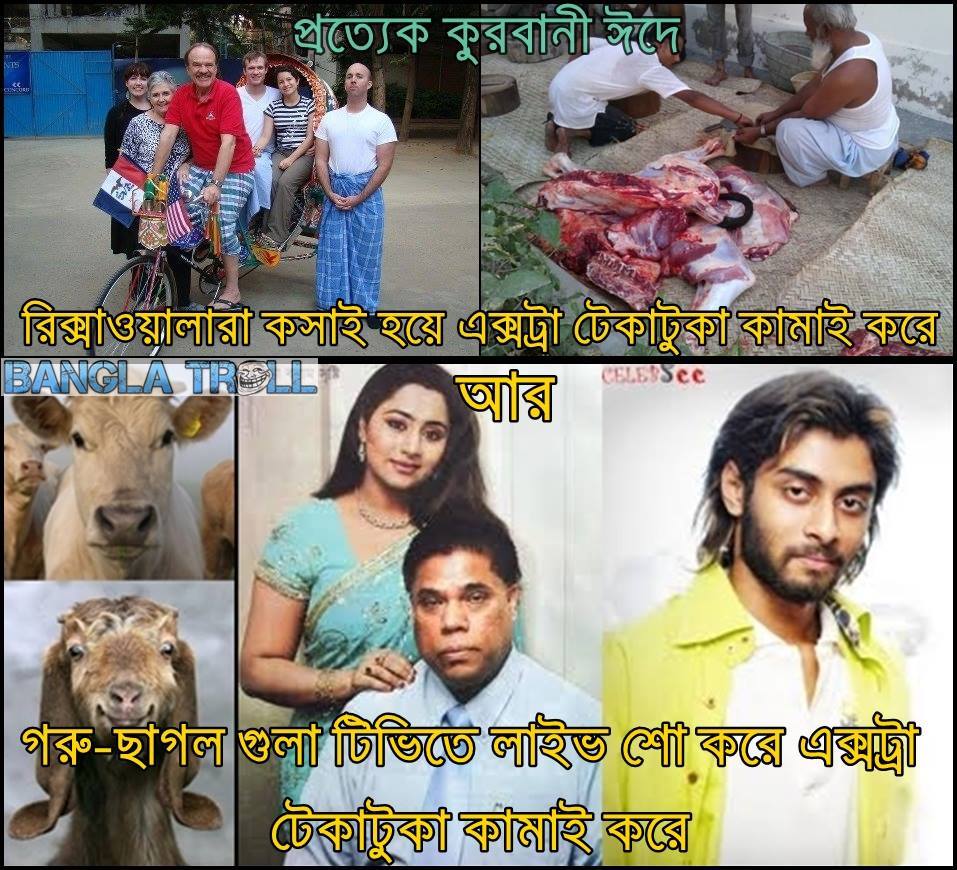 প্রত্যেক কুরবানী ঈদে
রিক্সাওয়ালারা কসাই হয়ে এক্সট্রা টেকাটুকা কামাই করে
BANGLA TROLL
আর
CELEBSee
গরু-ছাগল গুলা টিভিতে লাইভ শো করে এক্সট্রা
টেকাটুকা কামাই করে